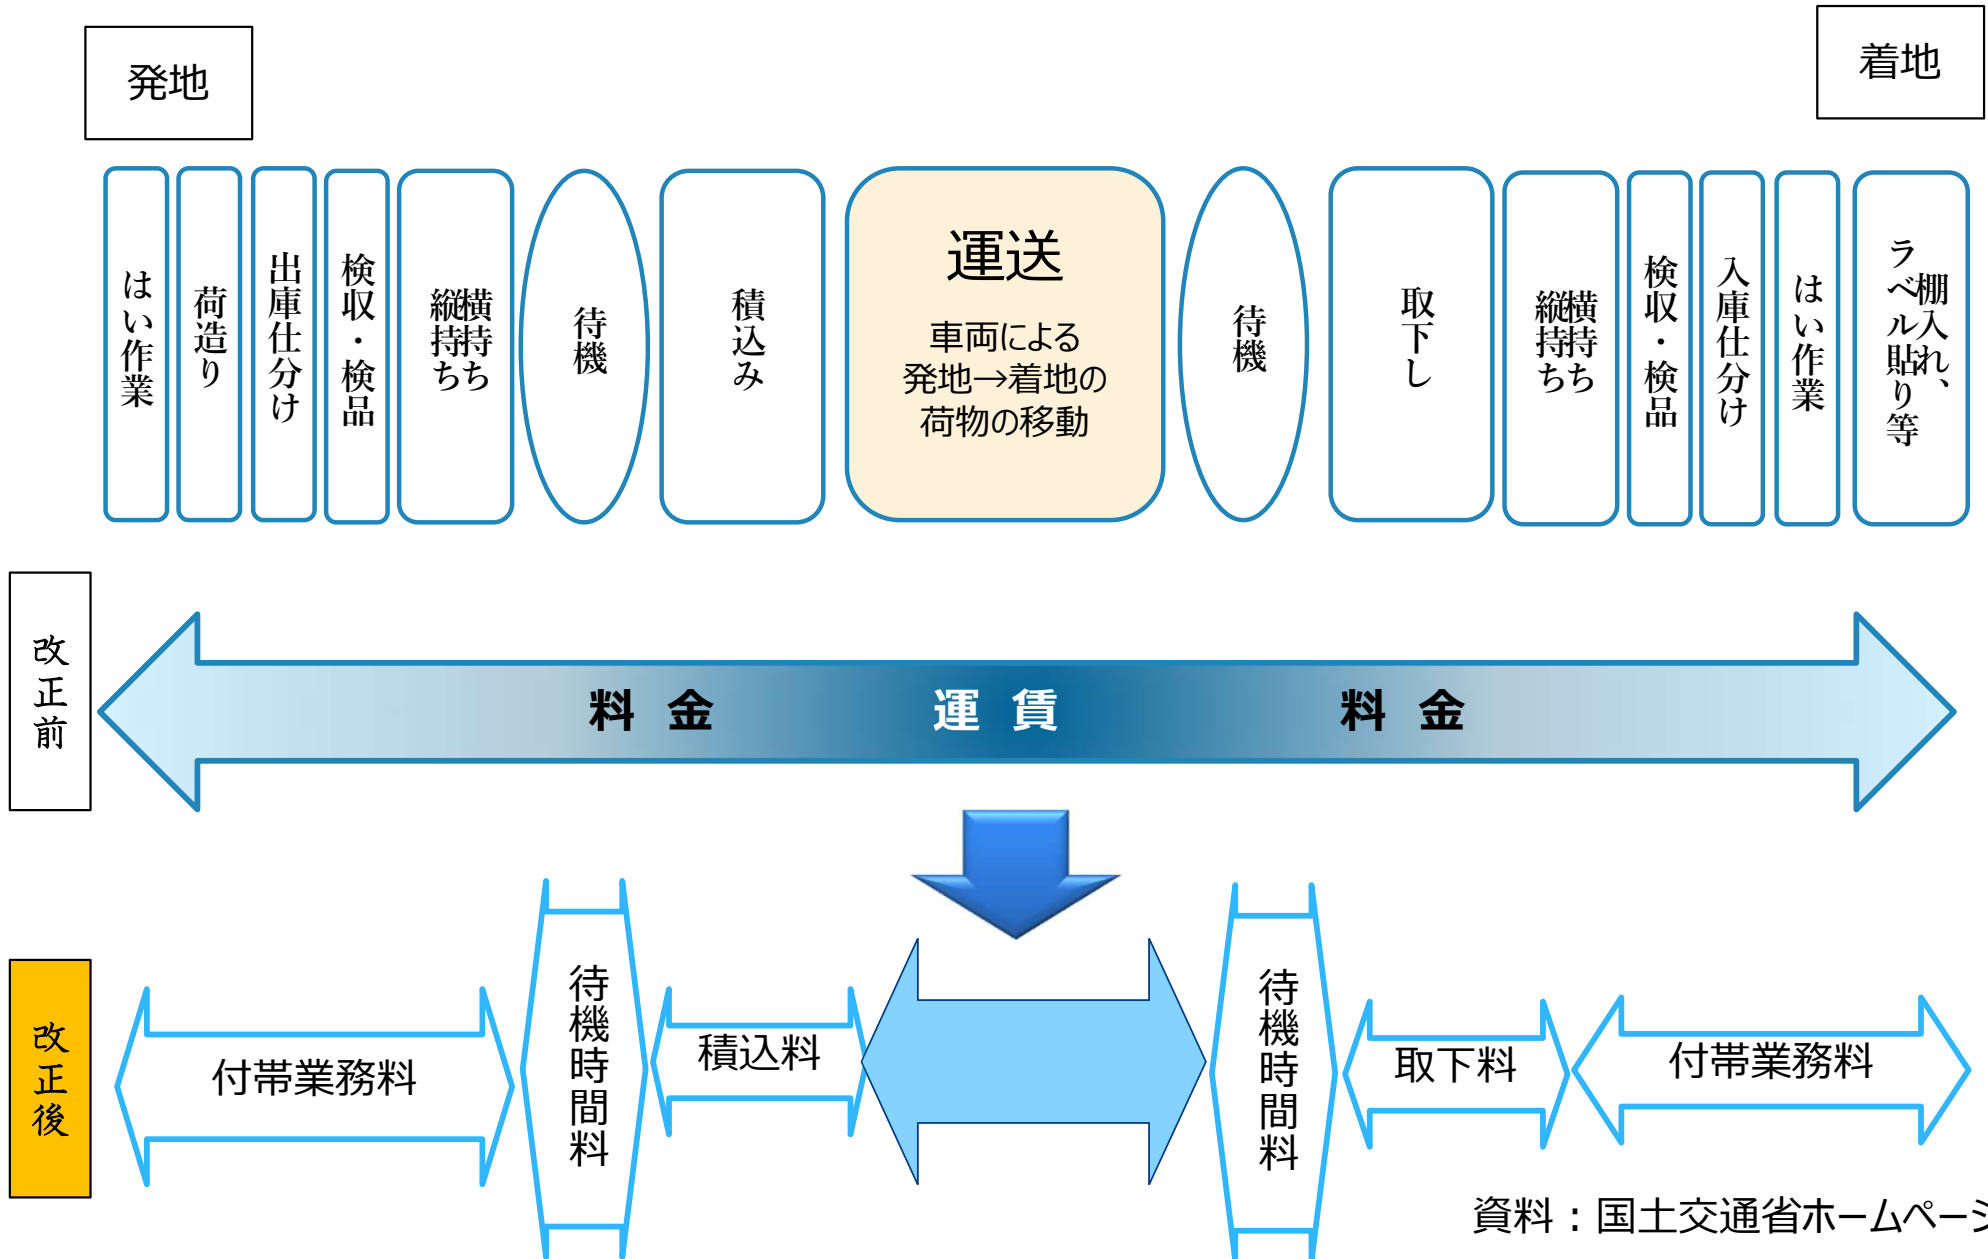 発地
着地
はい作業
荷造り
出庫仕分け
検収・検品
横持ち
縦持ち
待機
積込み
運送
車両による
発地→着地の
荷物の移動
待機
取下し
横持ち
縦持ち
検収・検品
入庫仕分け
はい作業
棚入れ、
ラベル貼り等
改正前
料金
運賃
料金
改正後
付帯業務料
待機時間料
積込料
待機時間料
取下料
付帯業務料
資料：国土交通省ホームページ